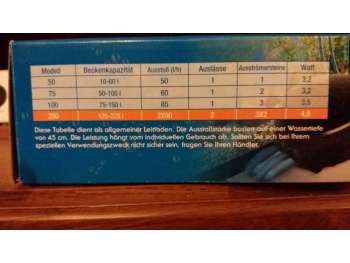 Modell Beckenkapazität Ausstoß (l/h) Auslässe Ausströmersteine Watt
50 10-60 l 50 1 1 3,2
75 50-100 l 60 1 2 3,2
100 75-150 l 85 1 3 3,5
200 2 4,5
Diese Tabelle dient als allgemeiner Leitfaden. Die Ausstoßströme basieren auf einer Wassertiefe
von 45 cm. Die Leistung hängt vom individuellen Gebrauch ab. Sollten Sie sich bei Ihrem
speziellen Verwendungszweck nicht sicher sein, fragen Sie Ihren Händler.